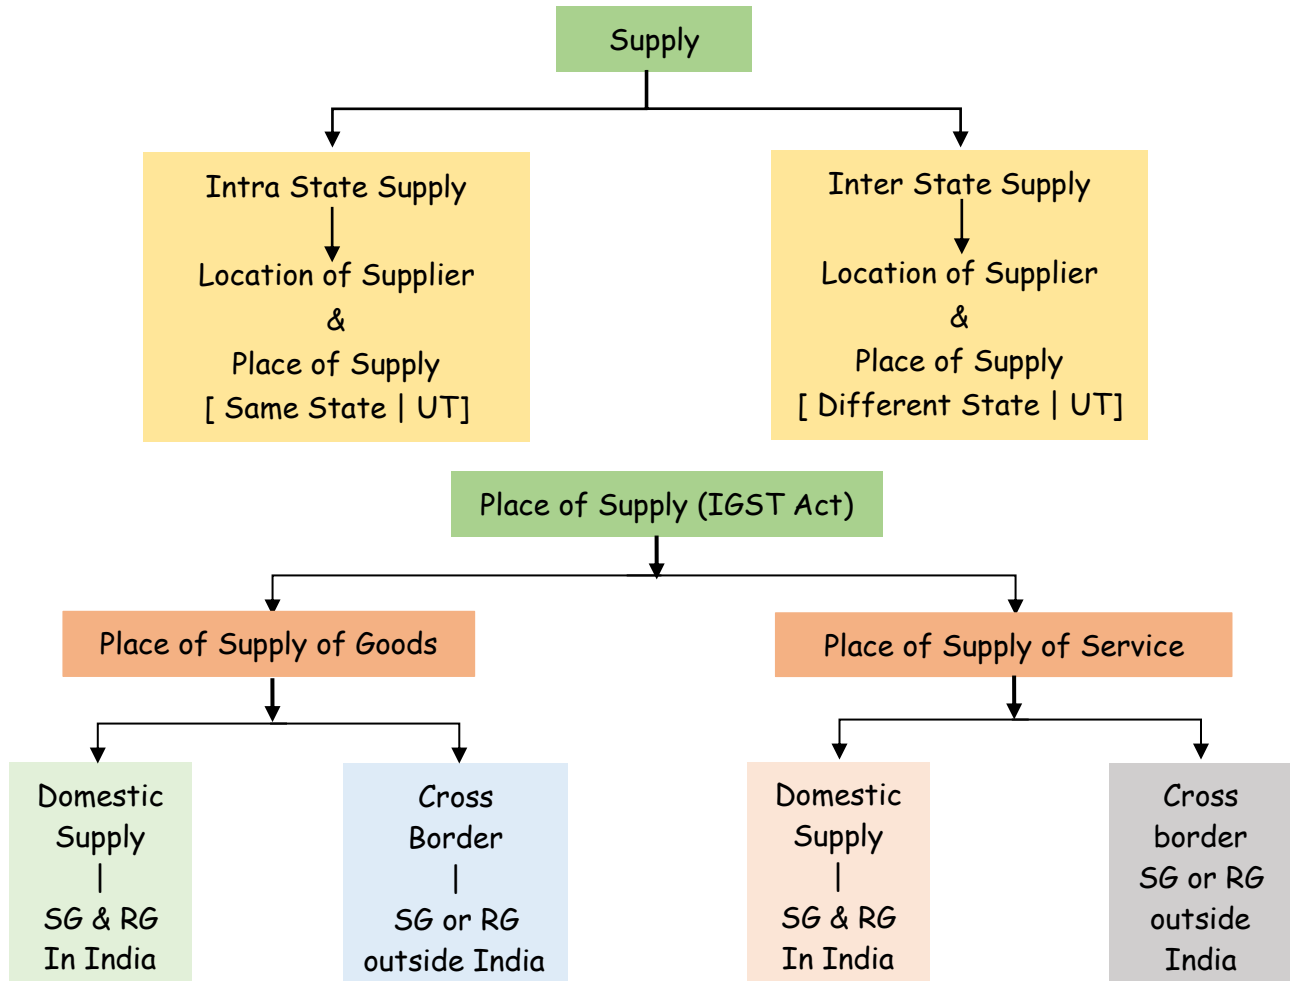 Supply
Intra State Supply
Location of Supplier
&
Place of Supply
[ Same State | UT]
Inter State Supply
Location of Supplier
&
Place of Supply
[ Different State | UT]
Place of Supply (IGST Act)
Place of Supply of Goods
Place of Supply of Service
Domestic
Supply
|
SG & RG
In India
Cross
Border
|
SG or RG
outside India
Domestic
Supply
|
SG & RG
In India
Cross
border
SG or RG
outside
India